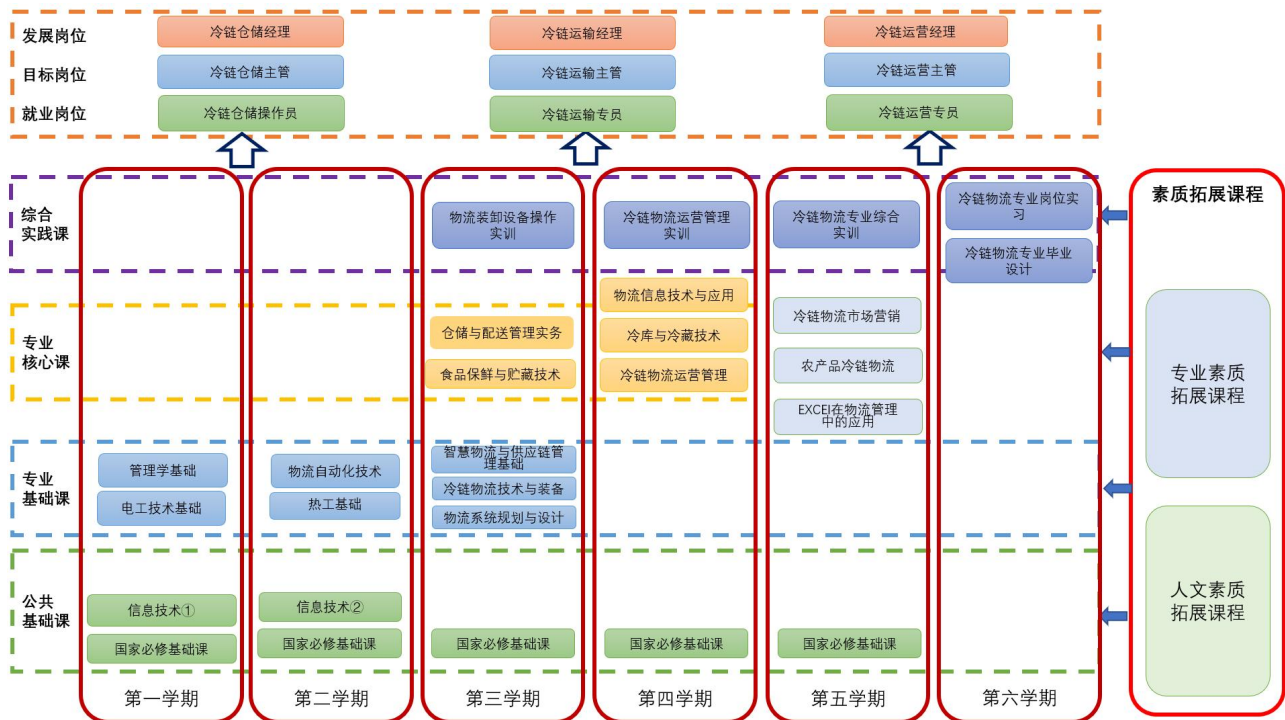 发展岗位
冷链仓储经理
冷链运输经理
冷链运营经理
目标岗位
冷链仓储主管
冷链运输主管
冷链运营主管
就业岗位
冷链仓储操作员
冷链运输专员
冷链运营专员
综合
实践课
物流装卸设备操作
实训
冷链物流运营管理
实训
冷链物流专业综合
实训
冷链物流专业岗位实
习
冷链物流专业毕业
设计
专业
核心课
仓储与配送管理实务
食品保鲜与贮藏技术
物流信息技术与应用
冷库与冷藏技术
冷链物流运营管理
冷链物流市场营销
农产品冷链物流
EXCEl在物流管理
中的应用
专业
基础课
管理学基础
电工技术基础
物流自动化技术
热工基础
智慧物流与供应链管
理基础
冷链物流技术与装备
物流系统规划与设计
公共
基础课
信息技术①
国家必修基础课
信息技术②
国家必修基础课
国家必修基础课
国家必修基础课
国家必修基础课
第一学期
第二学期
第三学期
第四学期
第五学期
第六学期
素质拓展课程
专业素质
拓展课程
人文素质
拓展课程